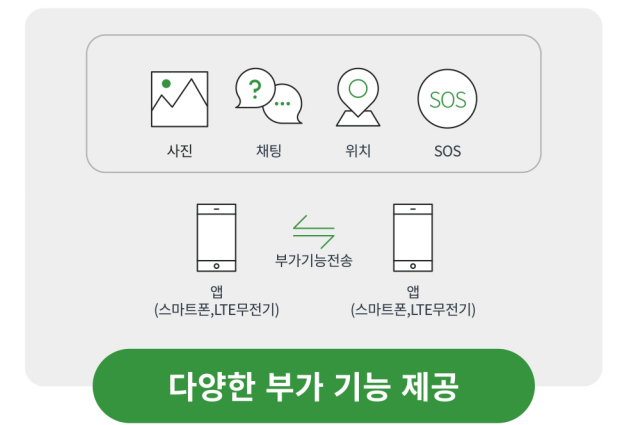 ?
...
SOS
사진
채팅
위치
SOS
부가기능전송
앱
(스마트폰,LTE무전기)
앱
(스마트폰,LTE무전기)
다양한 부가 기능 제공